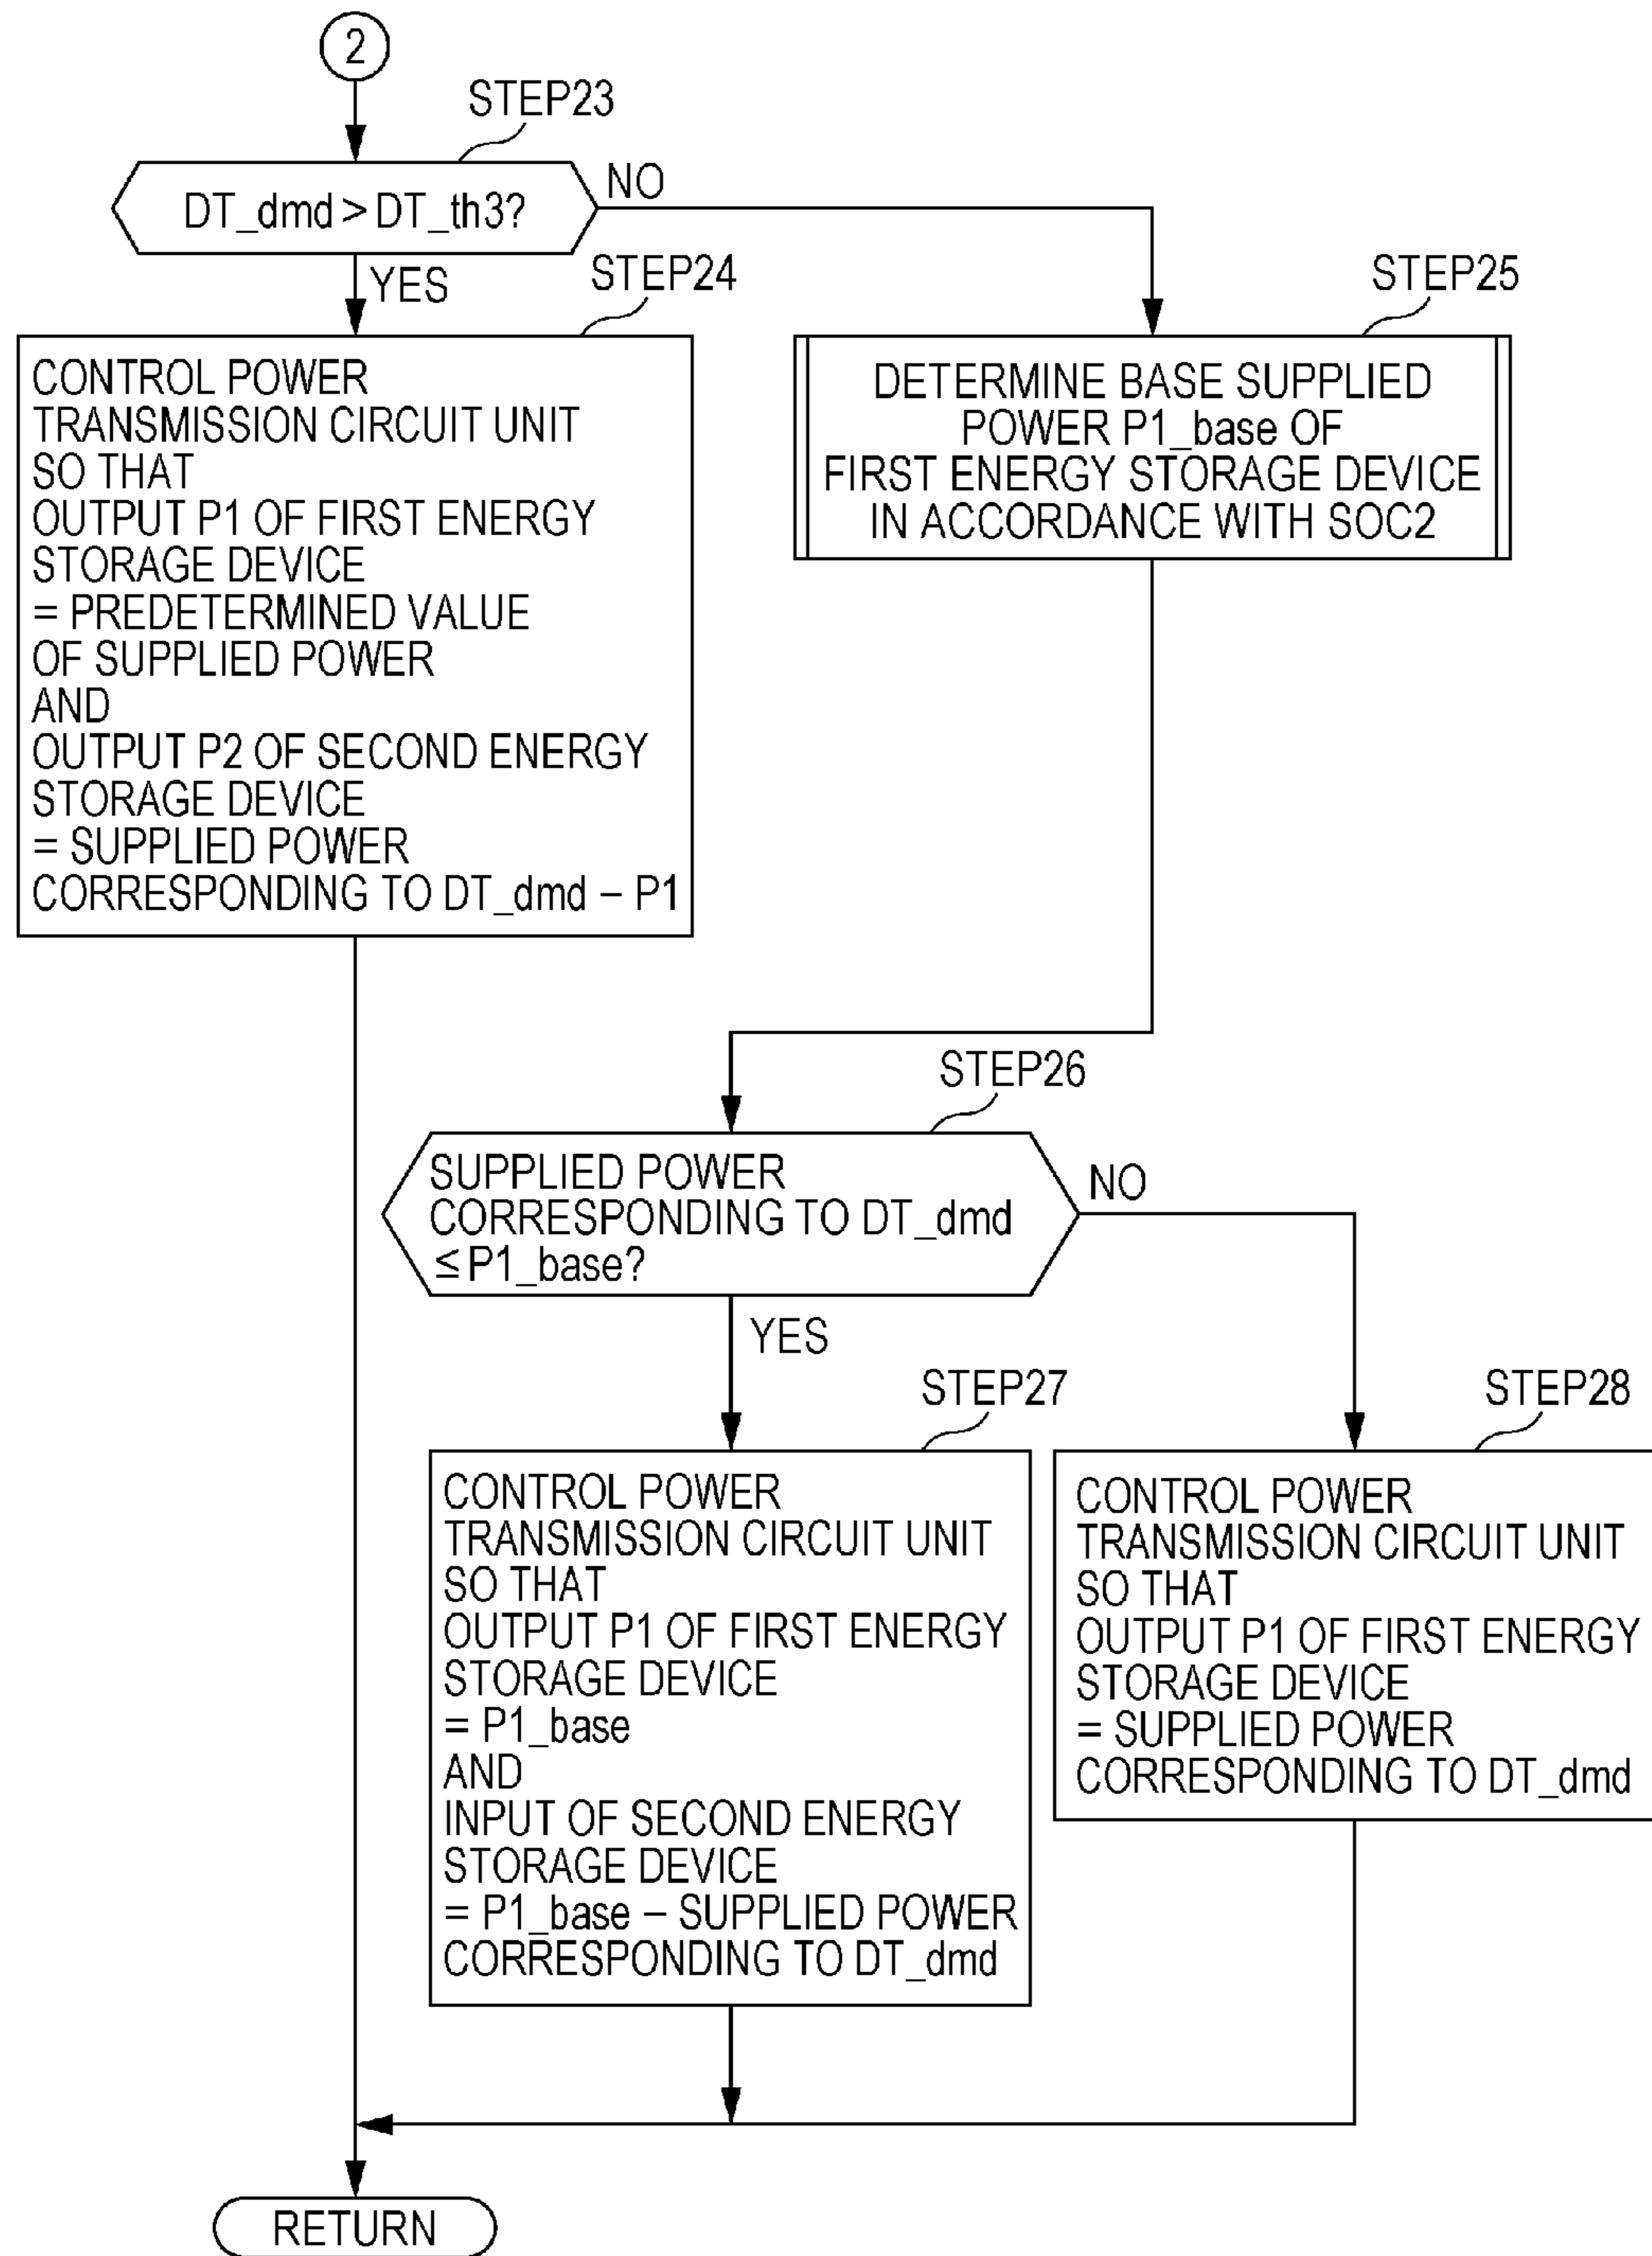 2
STEP23
DT_dmd > DT_th3?
NO
YES
STEP24
CONTROL POWER
TRANSMISSION CIRCUIT UNIT
SO THAT
OUTPUT P1 OF FIRST ENERGY
STORAGE DEVICE
= PREDETERMINED VALUE
OF SUPPLIED POWER
AND
OUTPUT P2 OF SECOND ENERGY
STORAGE DEVICE
= SUPPLIED POWER
CORRESPONDING TO DT_dmd – P1
STEP25
DETERMINE BASE SUPPLIED
POWER P1_base OF
FIRST ENERGY STORAGE DEVICE
IN ACCORDANCE WITH SOC2
STEP26
SUPPLIED POWER
CORRESPONDING TO DT_dmd
≤ P1_base?
NO
YES
STEP27
CONTROL POWER
TRANSMISSION CIRCUIT UNIT
SO THAT
OUTPUT P1 OF FIRST ENERGY
STORAGE DEVICE
= P1_base
AND
INPUT OF SECOND ENERGY
STORAGE DEVICE
= P1_base – SUPPLIED POWER
CORRESPONDING TO DT_dmd
STEP28
CONTROL POWER
TRANSMISSION CIRCUIT UNIT
SO THAT
OUTPUT P1 OF FIRST ENERGY
STORAGE DEVICE
= SUPPLIED POWER
CORRESPONDING TO DT_dmd
RETURN